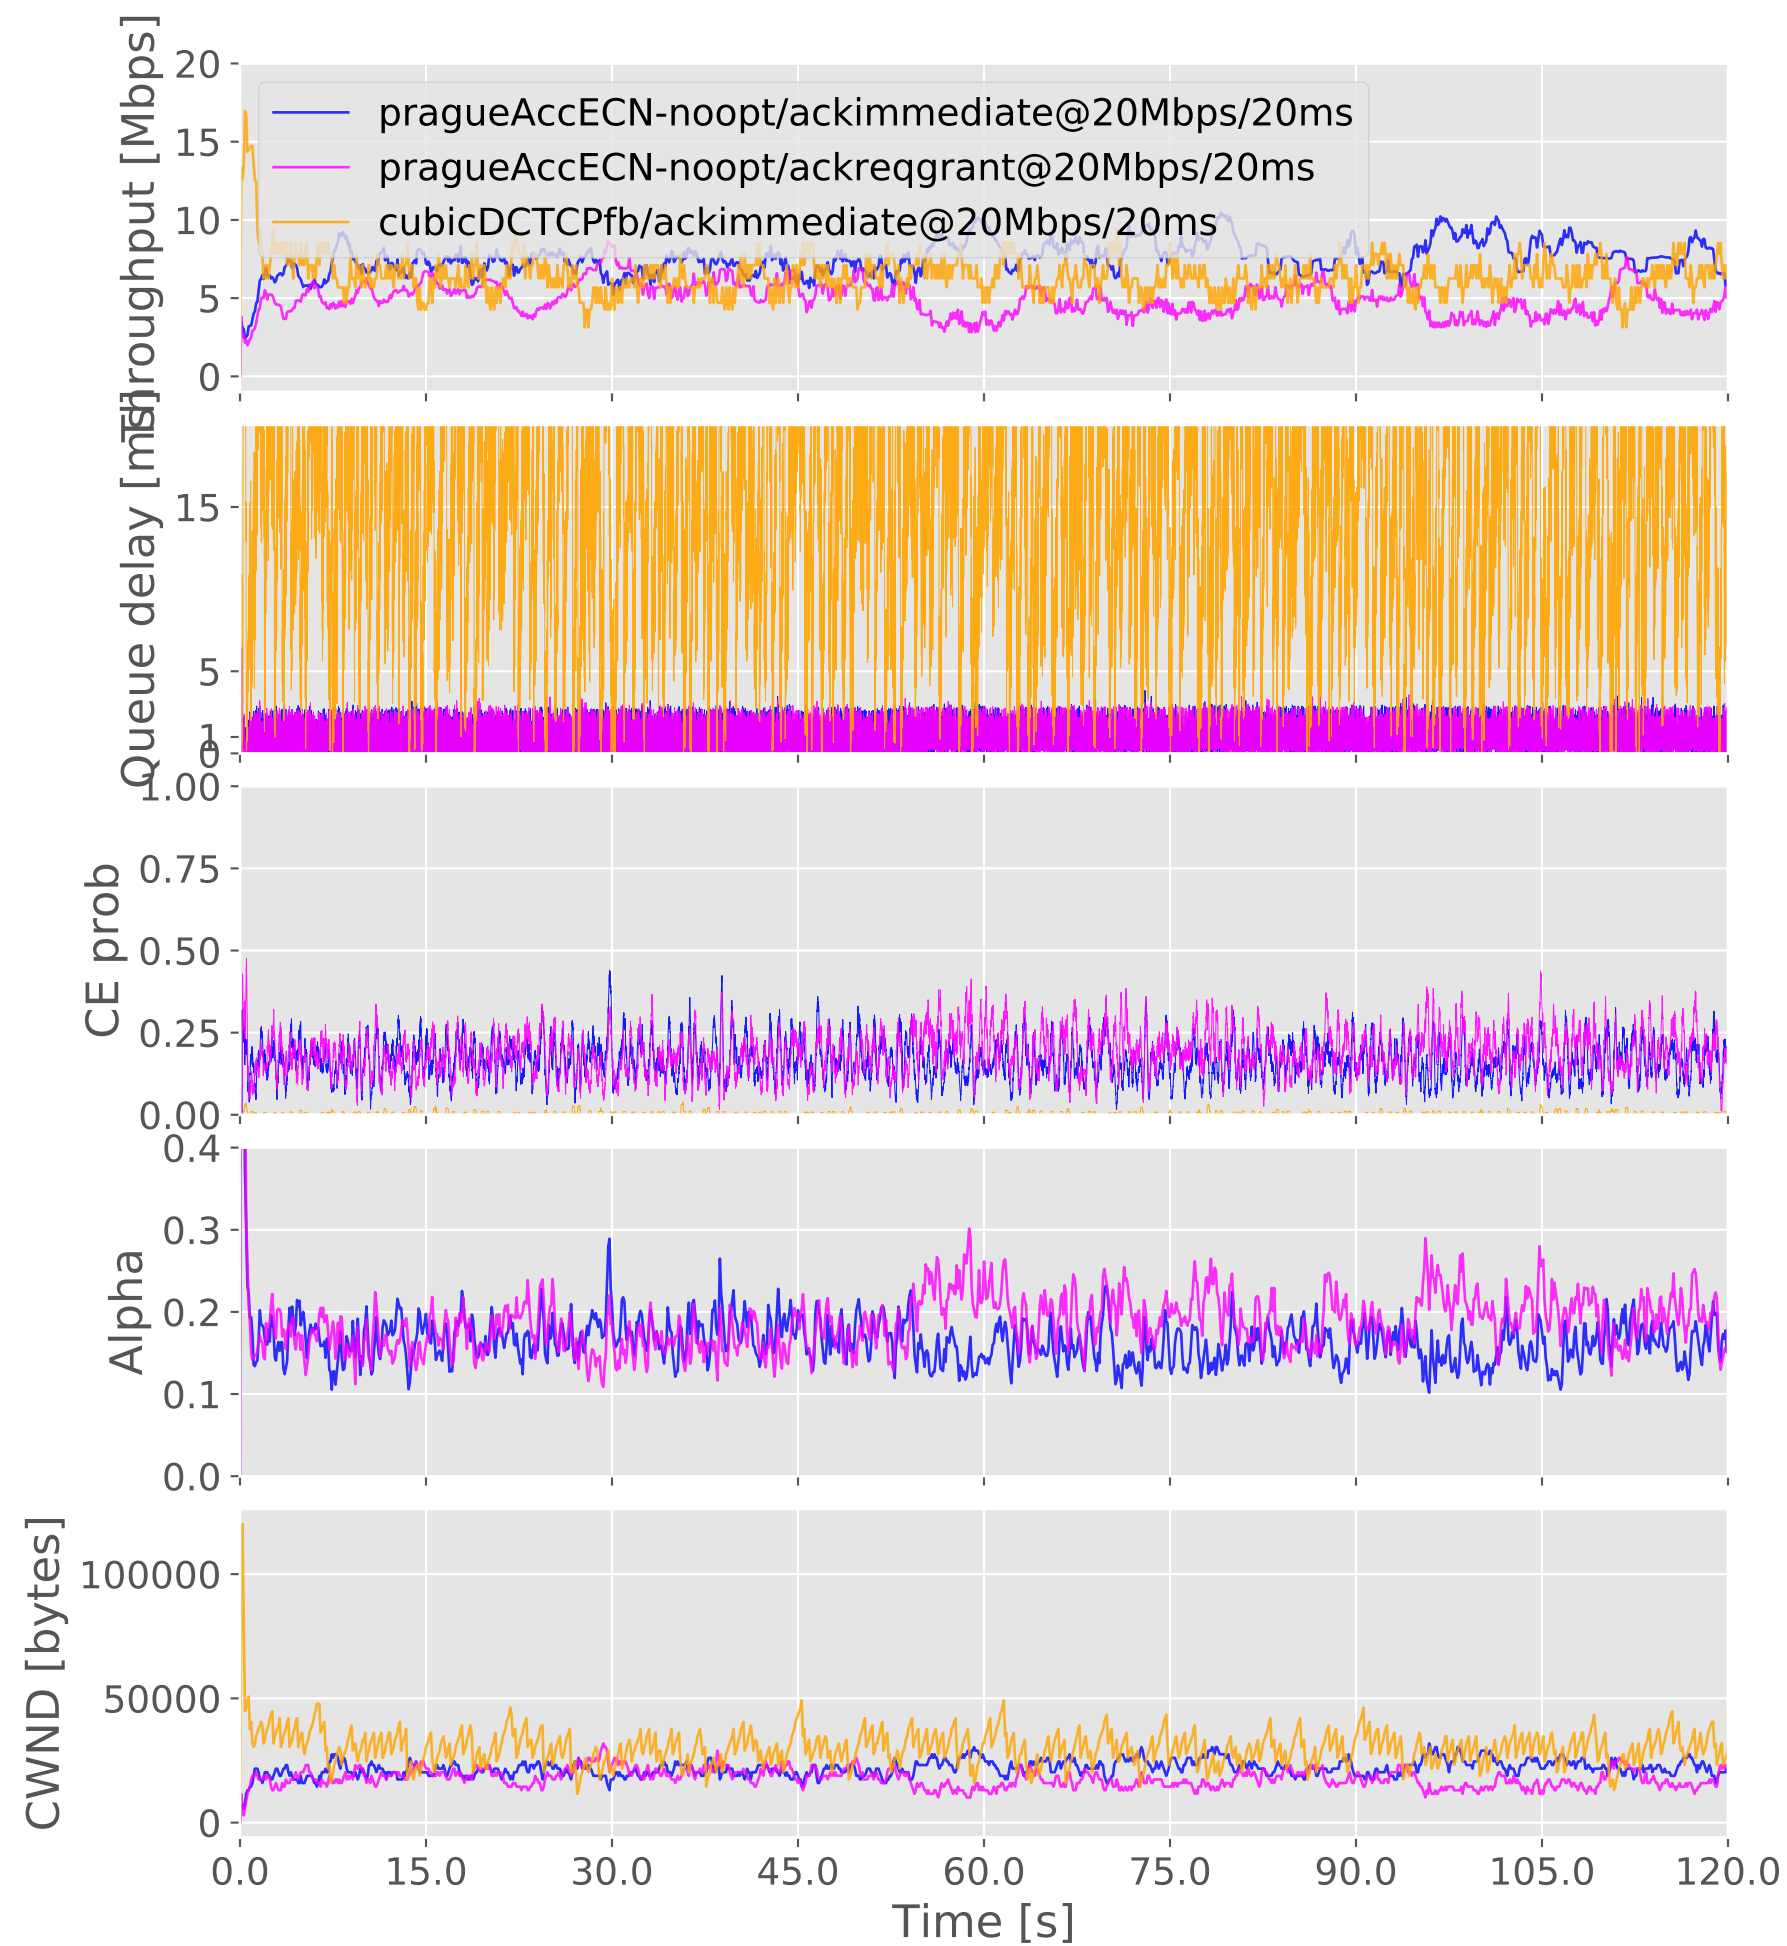 Throughput [Mbps]
20
15
10
5
0
pragueAccECN-noopt/ackimmediate@20Mbps/20ms
pragueAccECN-noopt/ackreqgrant@20Mbps/20ms
cubicDCTCPfb/ackimmediate@20Mbps/20ms
Queue delay [ms]
15
5
1
0
CE prob
1.00
0.75
0.50
0.25
0.00
Alpha
0.4
0.3
0.2
0.1
0.0
CWND [bytes]
100000
50000
0
0.0 15.0 30.0 45.0 60.0 75.0 90.0 105.0 120.0
Time [s]